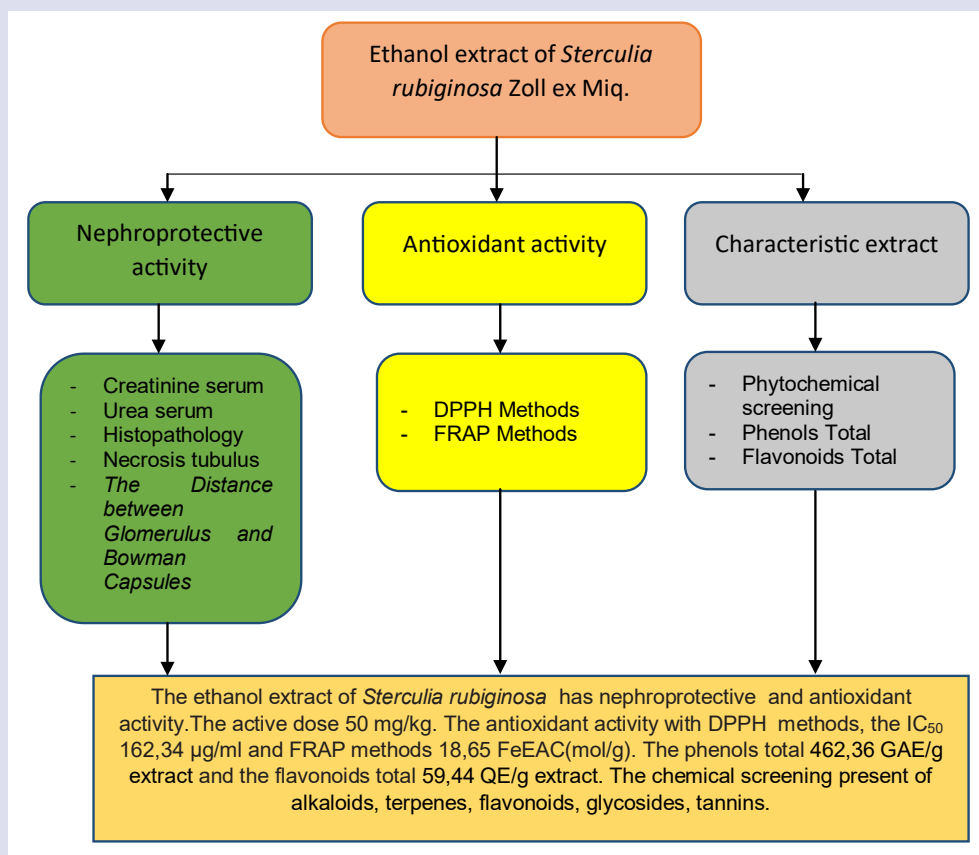 Ethanol extract of Sterculia
rubiginosa Zoll ex Miq.
Nephroprotective
activity
Antioxidant activity
Characteristic extract
- Creatinine serum
- Urea serum
- Histopathology
- Necrosis tubulus
- The Distance
between
Glomerulus and
Bowman
Capsules
- DPPH Methods
- FRAP Methods
- Phytochemical
screening
- Phenols Total
- Flavonoids Total
The ethanol extract of Sterculia rubiginosa has nephroprotective and antioxidant
activity.The active dose 50 mg/kg. The antioxidant activity with DPPH methods, the IC₅₀
162,34 µg/ml and FRAP methods 18,65 FeEAC(mol/g). The phenols total 462,36 GAE/g
extract and the flavonoids total 59,44 QE/g extract. The chemical screening present of
alkaloids, terpenes, flavonoids, glycosides, tannins.